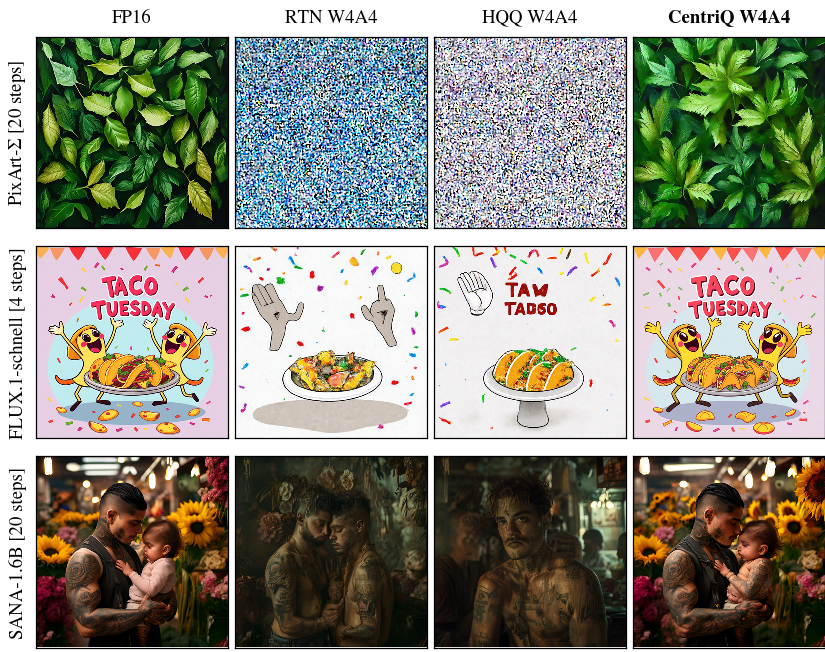 FP16 RTN W4A4 HQQ W4A4 CentriQ W4A4
PixArt-Σ [20 steps]
FLUX.1-schnell [4 steps]
TACO
TUESDAY
TAW
TADGO
TACO
TUESDAY
SANA-1.6B [20 steps]